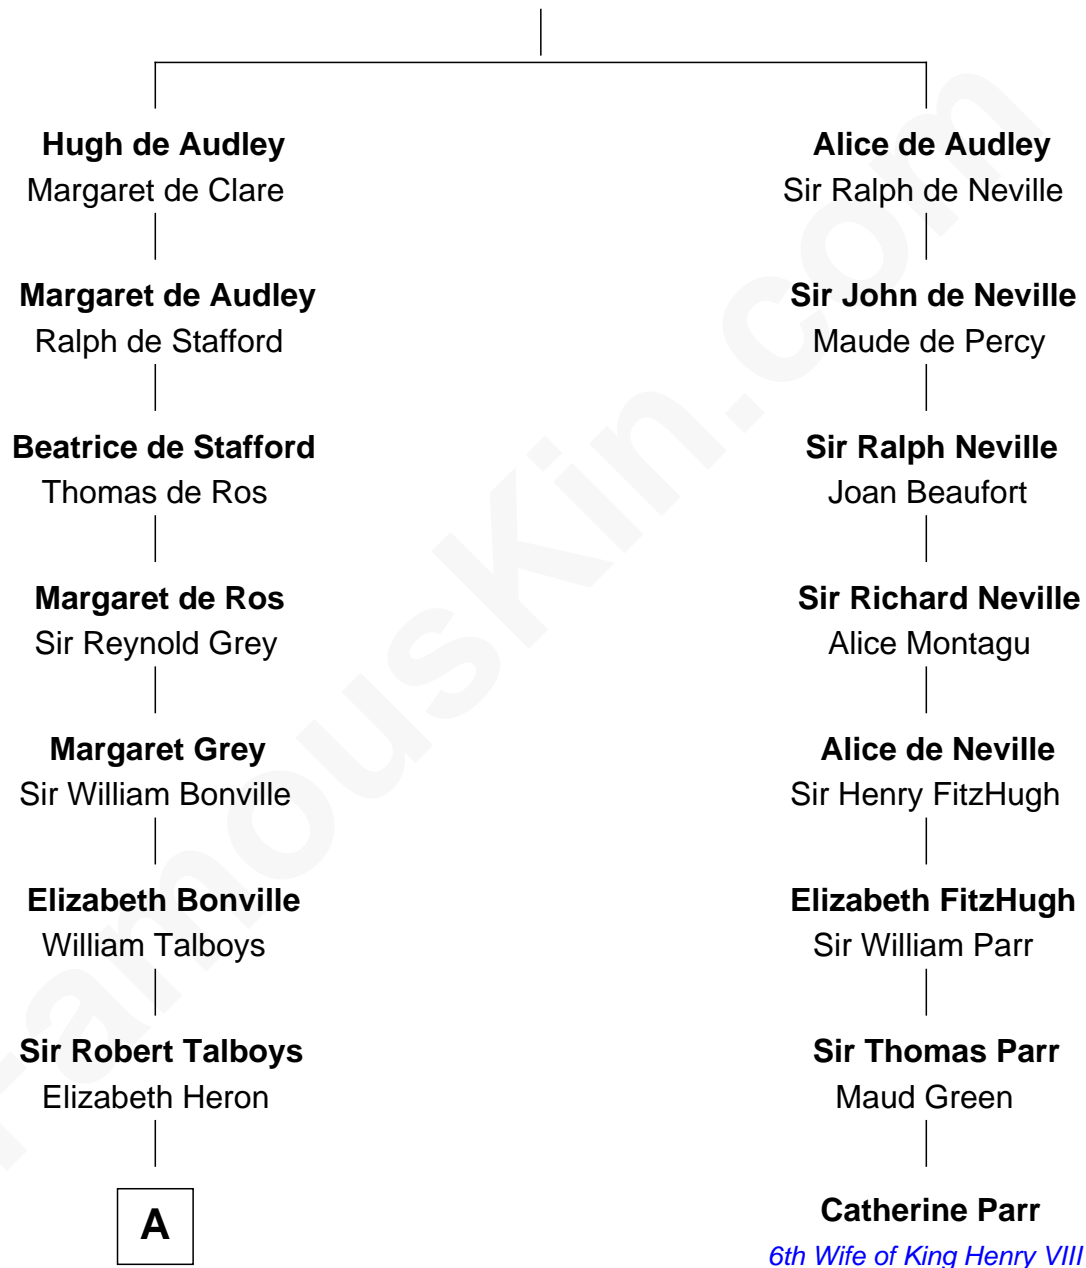 Hugh de Audley
Margaret de Clare
Margaret de Audley
Ralph de Stafford
Beatrice de Stafford
Thomas de Ros
Margaret de Ros
Sir Reynold Grey
Margaret Grey
Sir William Bonville
Elizabeth Bonville
William Talboys
Sir Robert Talboys
Elizabeth Heron
A
Alice de Audley
Sir Ralph de Neville
Sir John de Neville
Maude de Percy
Sir Ralph Neville
Joan Beaufort
Sir Richard Neville
Alice Montagu
Alice de Neville
Sir Henry FitzHugh
Elizabeth FitzHugh
Sir William Parr
Sir Thomas Parr
Maud Green
Catherine Parr
6th Wife of King Henry VIII
FamousKin.com